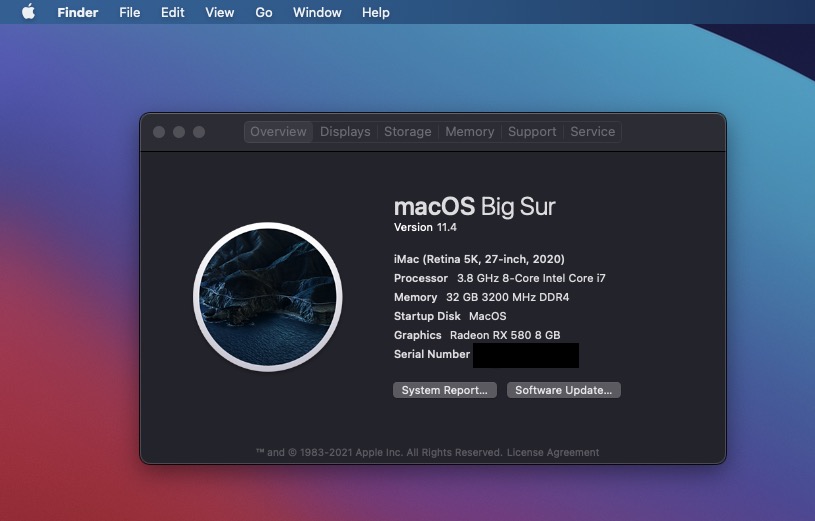 Finder File Edit View Go Window Help
Overview Displays Storage Memory Support Service
macOS Big Sur
Version 11.4
iMac (Retina 5K, 27-inch, 2020)
Processor 3.8 GHz 8-Core Intel Core i7
Memory 32 GB 3200 MHz DDR4
Startup Disk MacOS
Graphics Radeon RX 580 8 GB
Serial Number
System Report... Software Update...
™ and © 1983-2021 Apple Inc. All Rights Reserved. License Agreement